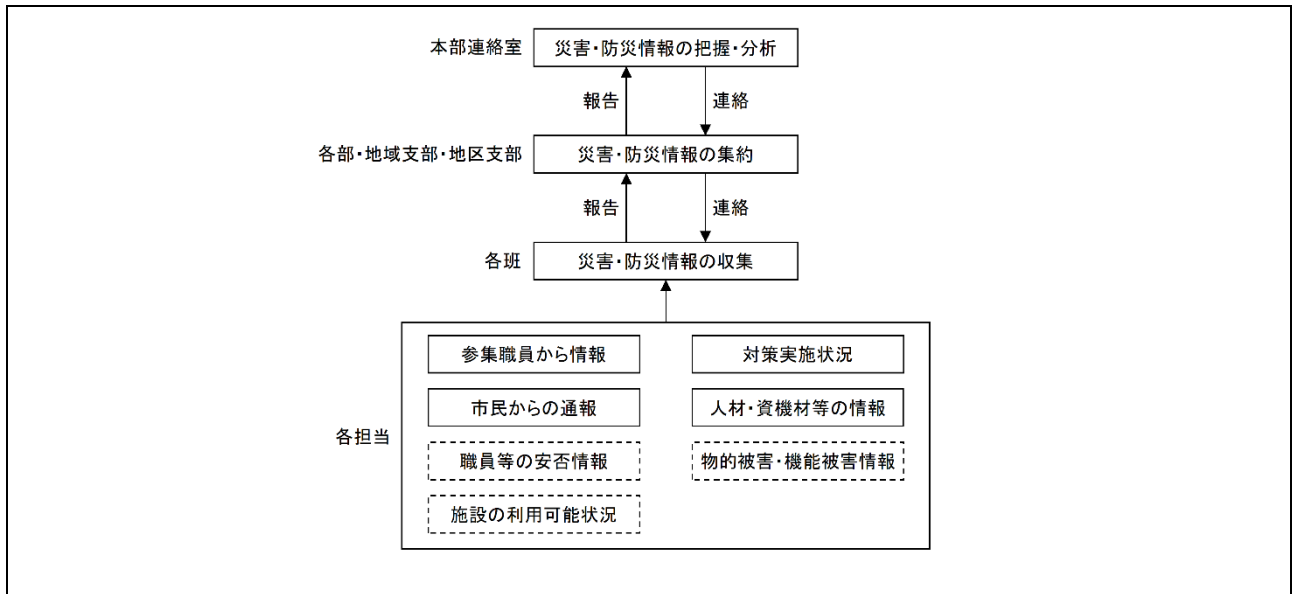 本部連絡室
災害・防災情報の把握・分析
報告
連絡
各部・地域支部・地区支部
災害・防災情報の集約
報告
連絡
各班
災害・防災情報の収集
各担当
参集職員から情報
対策実施状況
市民からの通報
人材・資機材等の情報
職員等の安否情報
物的被害・機能被害情報
施設の利用可能状況